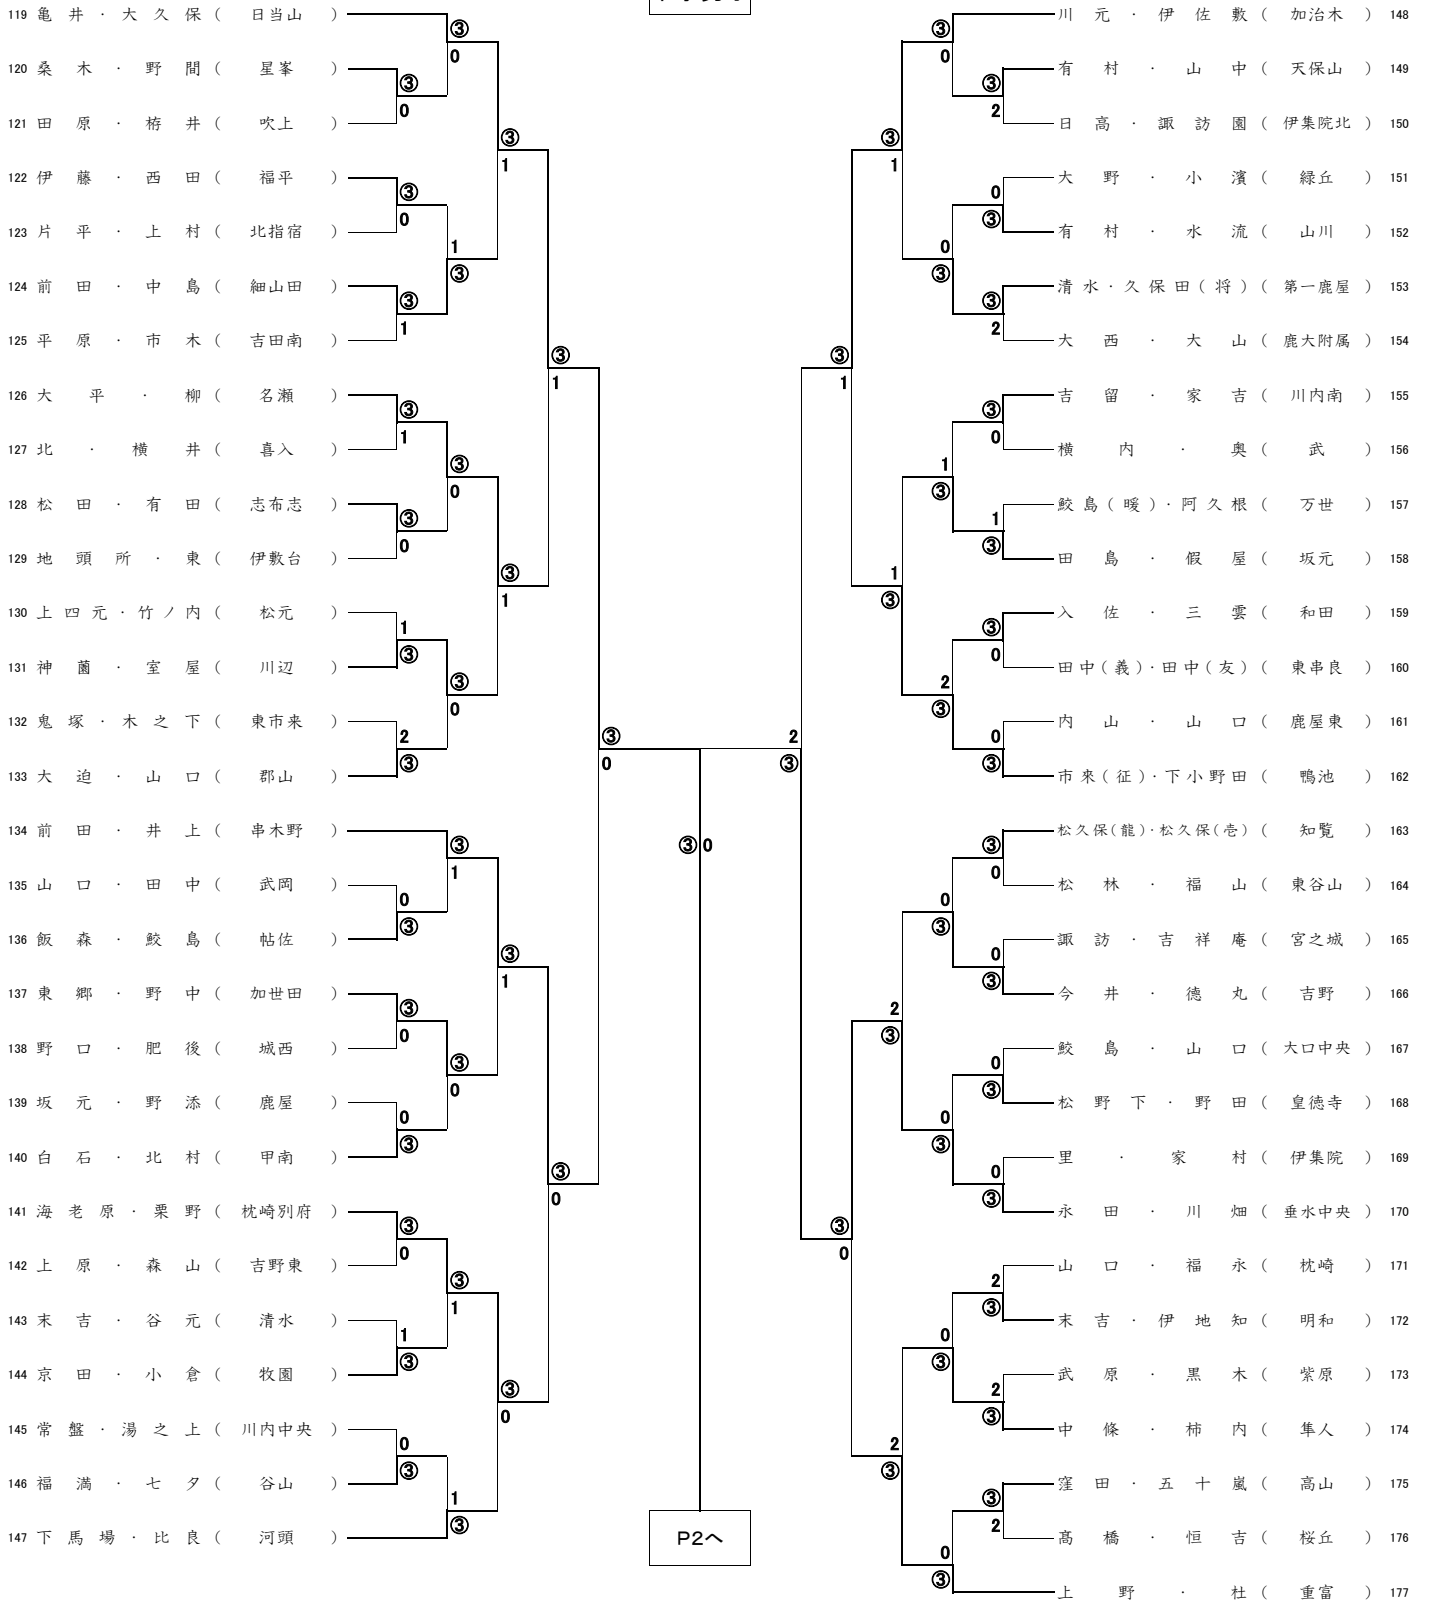 119 亀井・大久保（日当山）
120 桑木・野間（星峯）
121 田原・栫井（吹上）
122 伊藤・西田（福平）
123 片平・上村（北指宿）
124 前田・中島（細山田）
125 平原・市木（吉田南）
126 大平・柳（名瀬）
127 北・横井（喜入）
128 松田・有田（志布志）
129 地頭所・東（伊敷台）
130 上四元・竹ノ内（松元）
131 神薗・室屋（川辺）
132 鬼塚・木之下（東市来）
133 大迫・山口（郡山）
134 前田・井上（串木野）
135 山口・田中（武岡）
136 飯森・鮫島（帖佐）
137 東郷・野中（加世田）
138 野口・肥後（城西）
139 坂元・野添（鹿屋）
140 白石・北村（甲南）
141 海老原・栗野（枕崎別府）
142 上原・森山（吉野東）
143 末吉・谷元（清水）
144 京田・小倉（牧園）
145 常盤・湯之上（川内中央）
146 福満・七夕（谷山）
147 下馬場・比良（河頭）
③ 0
P2へ
川元・伊佐敷（加治木）148
有村・山中（天保山）149
日高・諏訪園（伊集院北）150
大野・小濱（緑丘）151
有村・水流（山川）152
清水・久保田(将)（第一鹿屋）153
大西・大山（鹿大附属）154
吉留・家吉（川内南）155
横内・奥（武）156
鮫島(暖)・阿久根（万世）157
田島・假屋（坂元）158
入佐・三雲（和田）159
田中(義)・田中(友)（東串良）160
内山・山口（鹿屋東）161
市來(征)・下小野田（鴨池）162
松久保(龍)・松久保(壱)（知覧）163
松林・福山（東谷山）164
諏訪・吉祥庵（宮之城）165
今井・徳丸（吉野）166
鮫島・山口（大口中央）167
松野下・野田（皇徳寺）168
里・家村（伊集院）169
永田・川畑（垂水中央）170
山口・福永（枕崎）171
末吉・伊地知（明和）172
武原・黒木（紫原）173
中條・柿内（隼人）174
窪田・五十嵐（高山）175
髙橋・恒吉（桜丘）176
上野・杜（重富）177